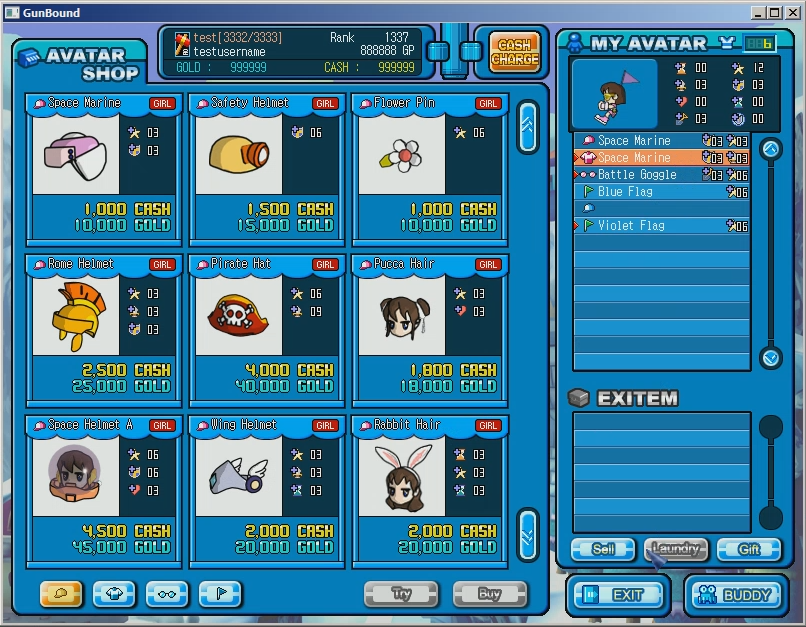 GunBound
AVATAR
SHOP
test[3332/3333]
testusername
Rank 1337
888888 GP
GOLD : 999999
CASH : 999999
CASH
CHARGE
MY AVATAR
6
Space Marine GIRL
03
03
1,000 CASH
10,000 GOLD
Safety Helmet GIRL
06
1,500 CASH
15,000 GOLD
Flower Pin GIRL
06
1,000 CASH
10,000 GOLD
Rome Helmet GIRL
03
03
03
2,500 CASH
25,000 GOLD
Pirate Hat GIRL
06
09
4,000 CASH
40,000 GOLD
Pucca Hair GIRL
03
03
1,800 CASH
18,000 GOLD
Space Helmet A GIRL
06
06
03
4,500 CASH
45,000 GOLD
Wing Helmet GIRL
03
03
03
2,000 CASH
20,000 GOLD
Rabbit Hair GIRL
03
03
03
2,000 CASH
20,000 GOLD
Try
Buy
00 12
03 03
00 00
03 00
Space Marine 03 03
Space Marine 03 03
Battle Goggle 03 06
Blue Flag 06
Violet Flag 06
EXITEM
Sell
Laundry
Gift
EXIT
BUDDY